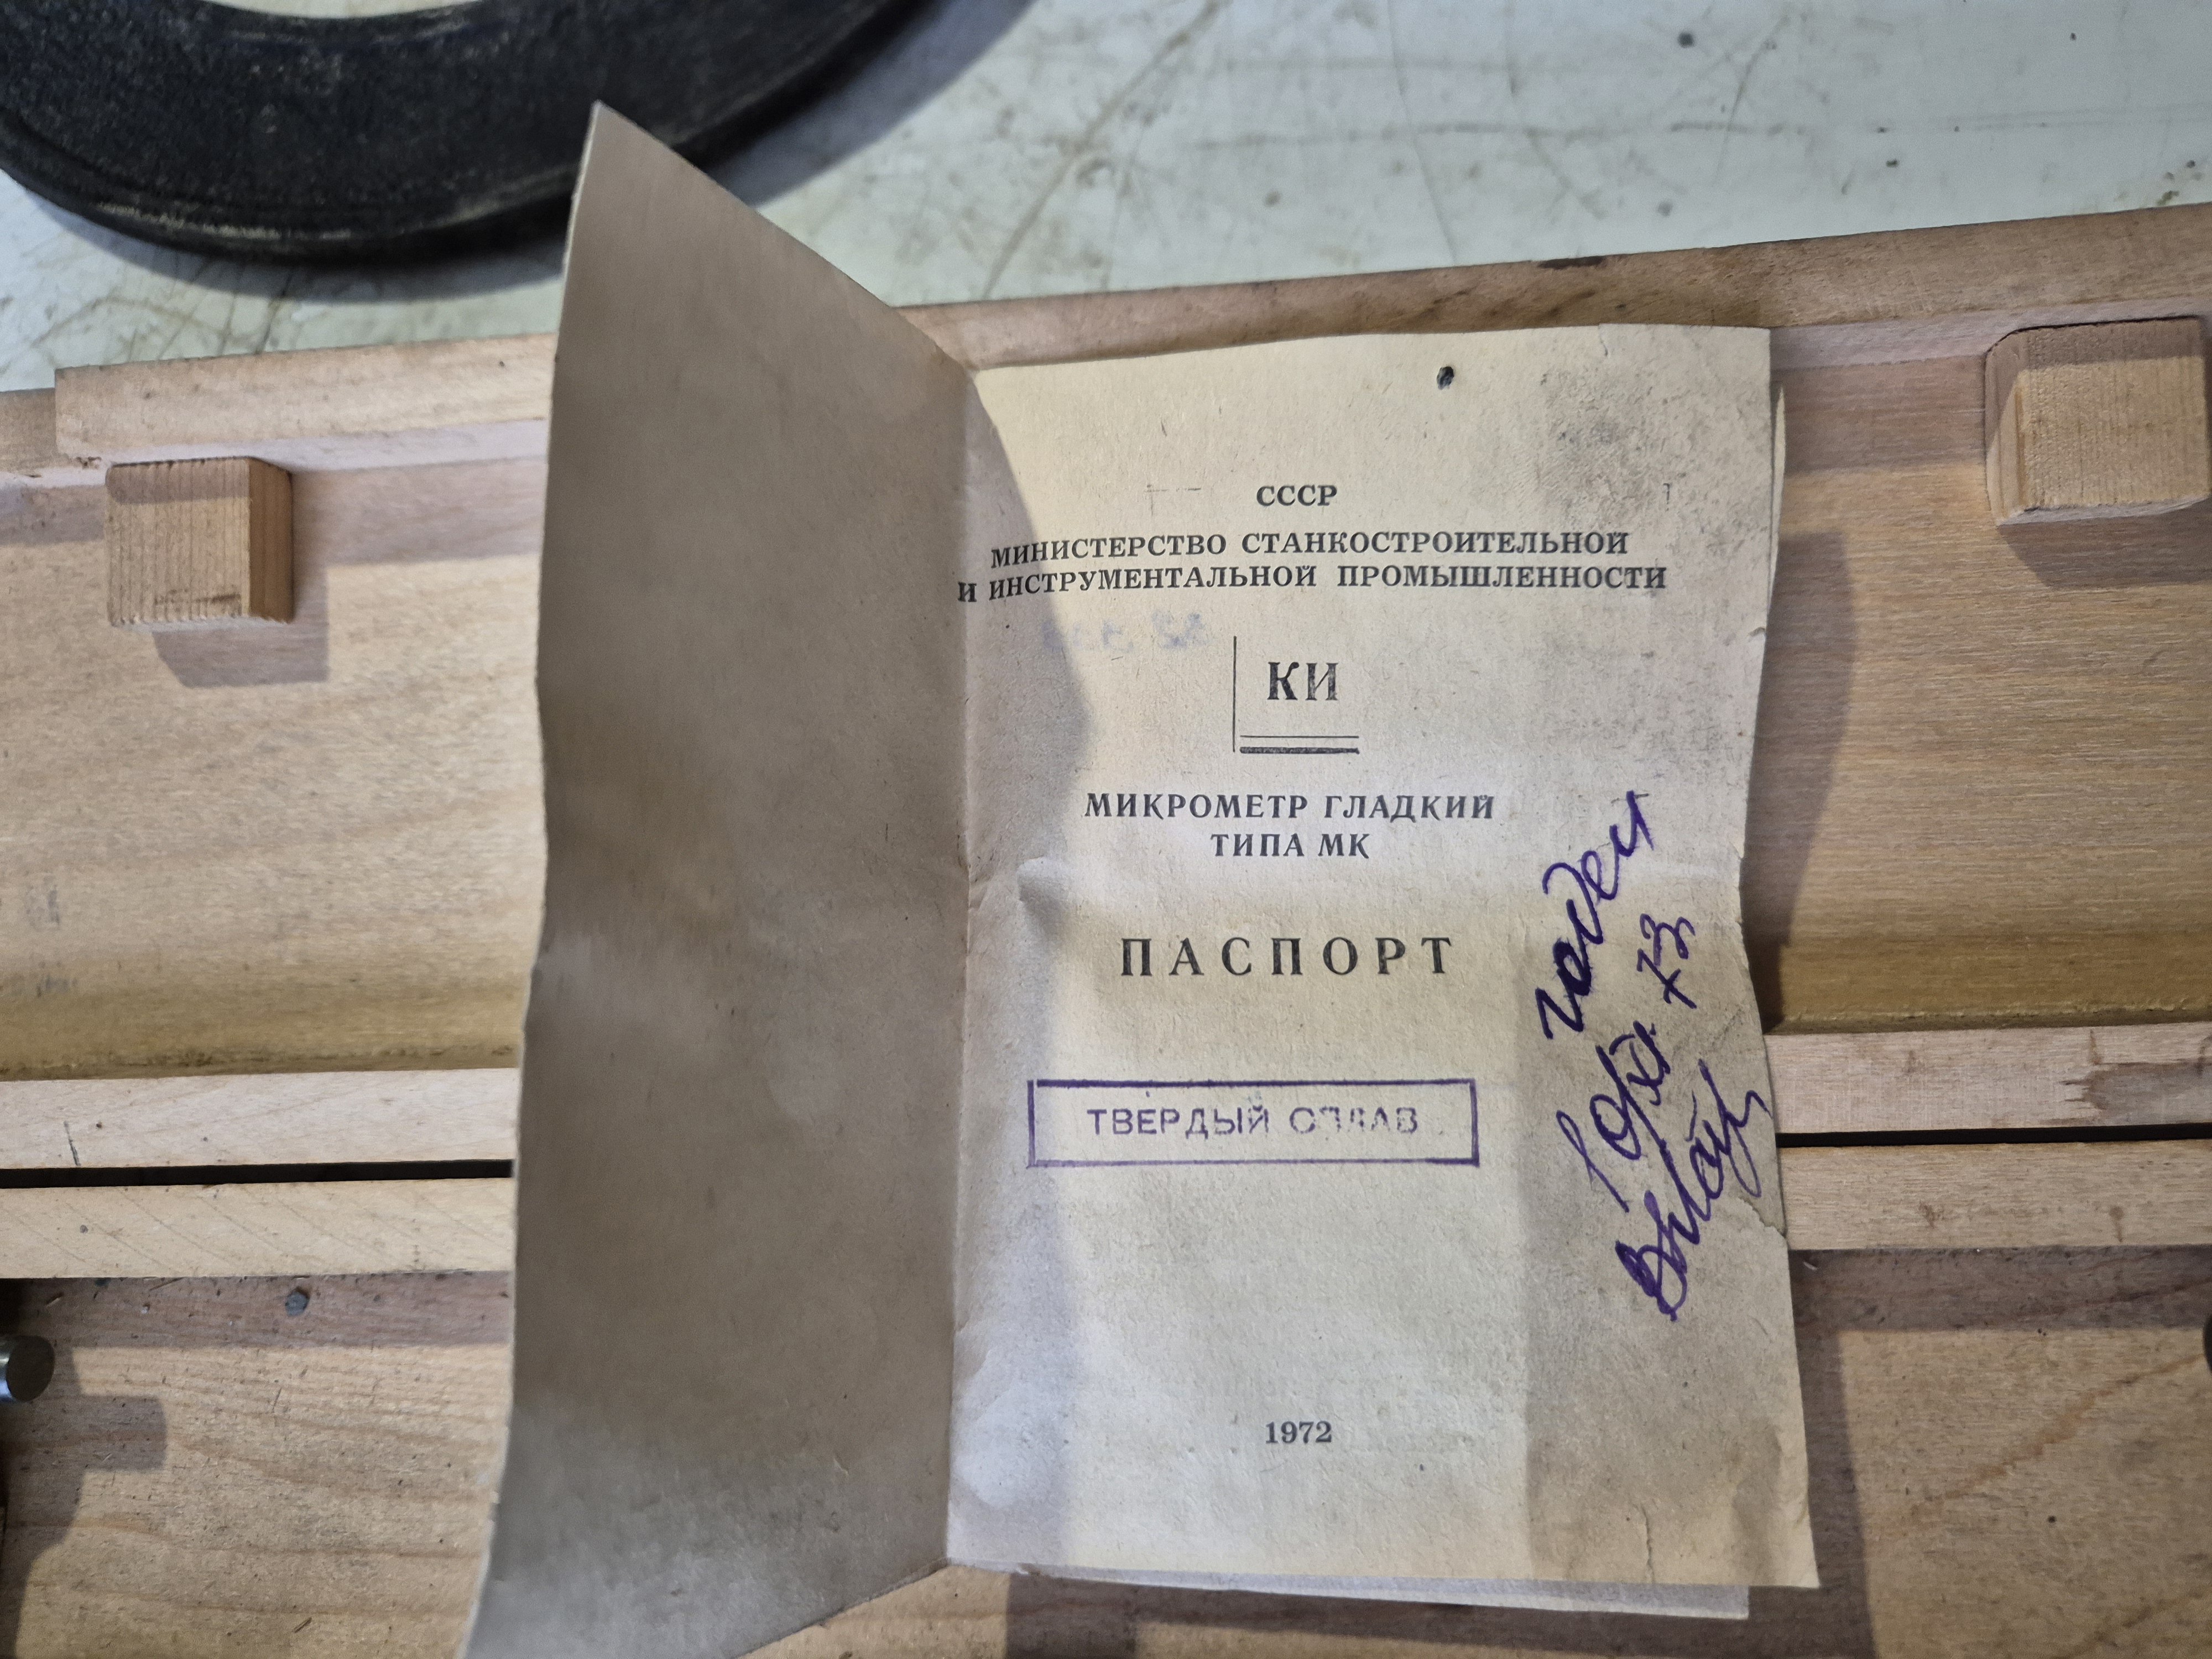 СССР
МИНИСТЕРСТВО СТАНКОСТРОИТЕЛЬНОЙ
И ИНСТРУМЕНТАЛЬНОЙ ПРОМЫШЛЕННОСТИ
КИ
МИКРОМЕТР ГЛАДКИЙ
ТИПА МК
ПАСПОРТ
ТВЕРДЫЙ СПЛАВ
1972
годен